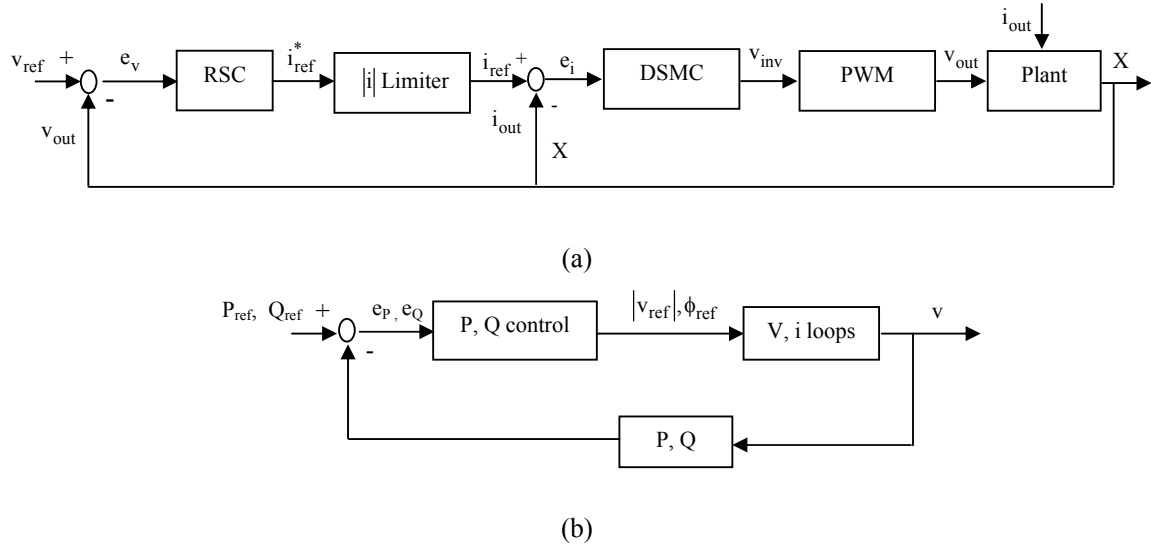 i_out
v_ref + e_v RSC i*_ref |i| Limiter i_ref + e_i DSMC v_inv PWM v_out Plant X
- i_out -
v_out X
(a)
P_ref, Q_ref + e_P, e_Q P, Q control |v_ref|, ϕ_ref V, i loops v
-
P, Q
(b)